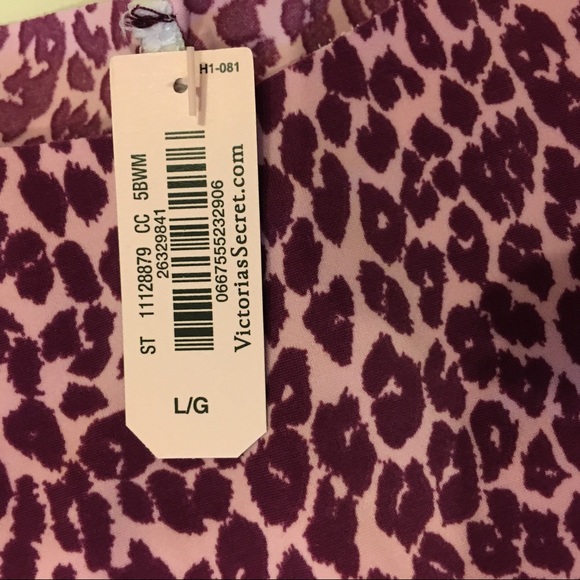 H1-081
ST 11128879 CC 5BWM
26329841
0667555232906
VictoriasSecret.com
L/G